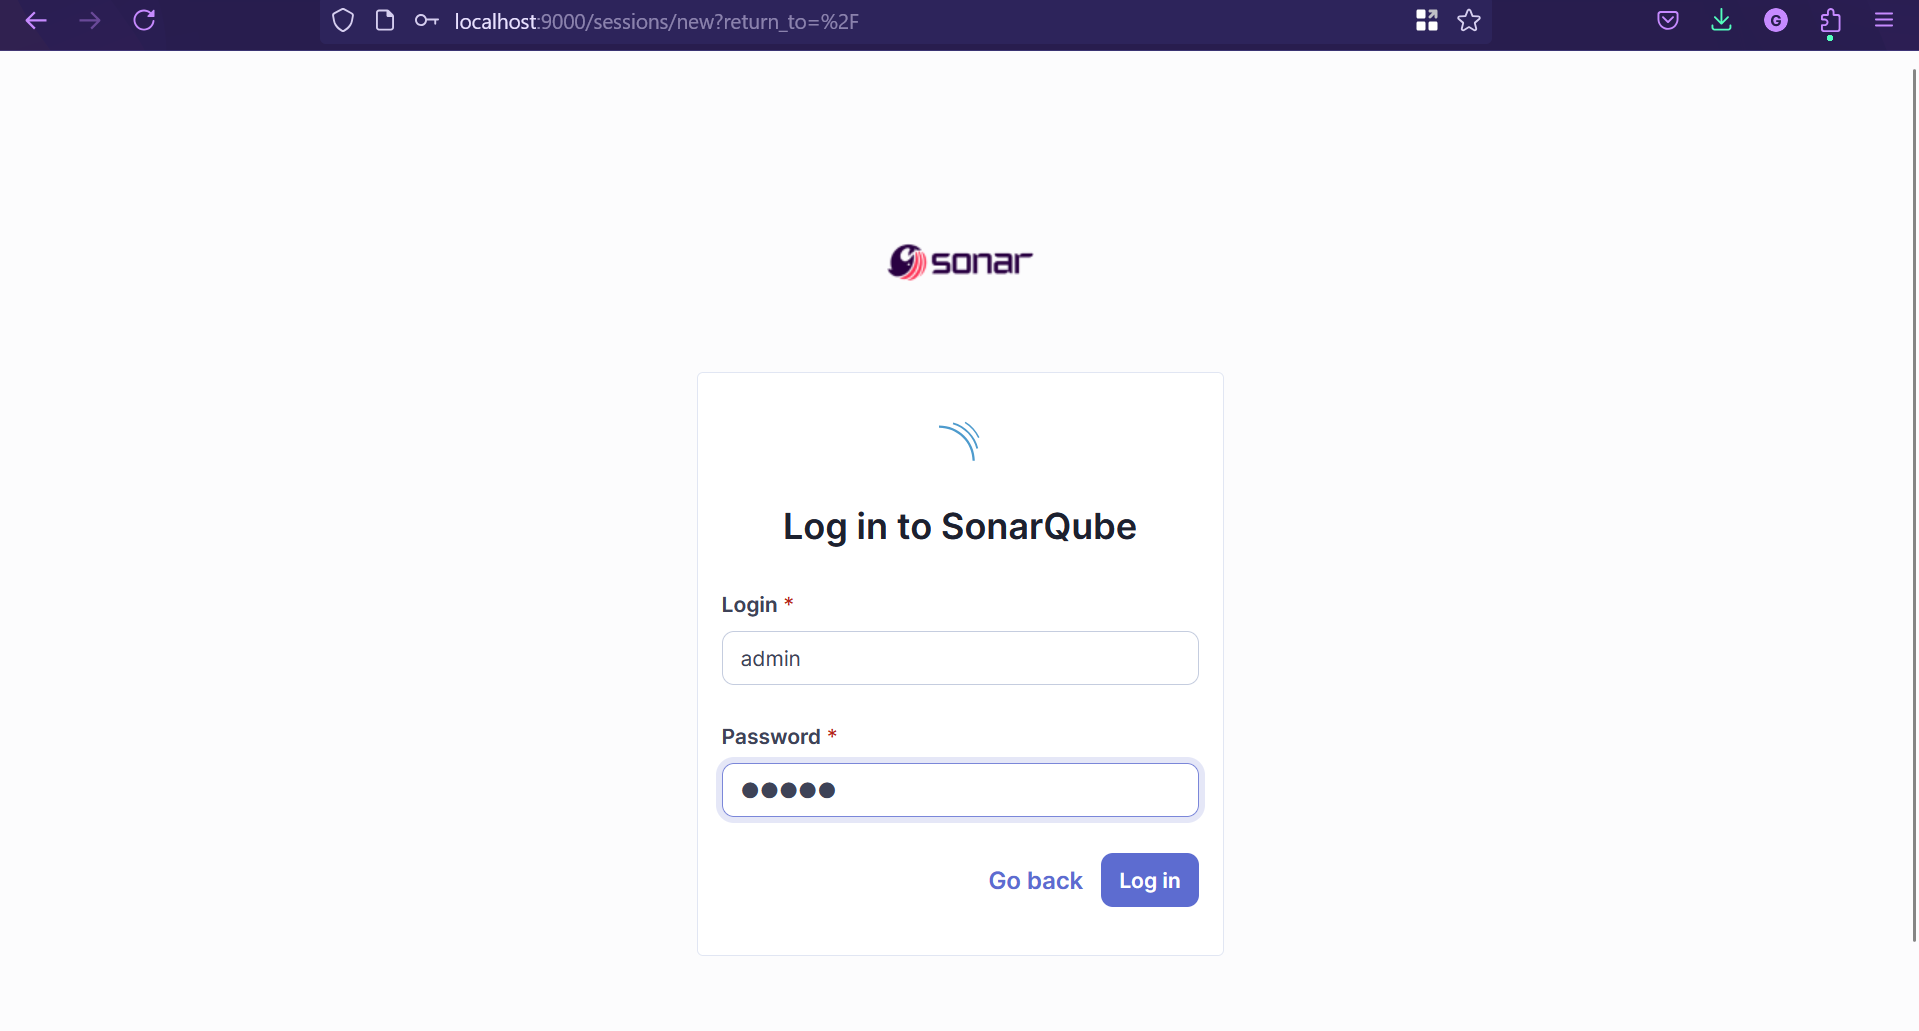 localhost:9000/sessions/new?return_to=%2F
G
sonar
Log in to SonarQube
Login *
admin
Password *
●●●●●
Go back
Log in